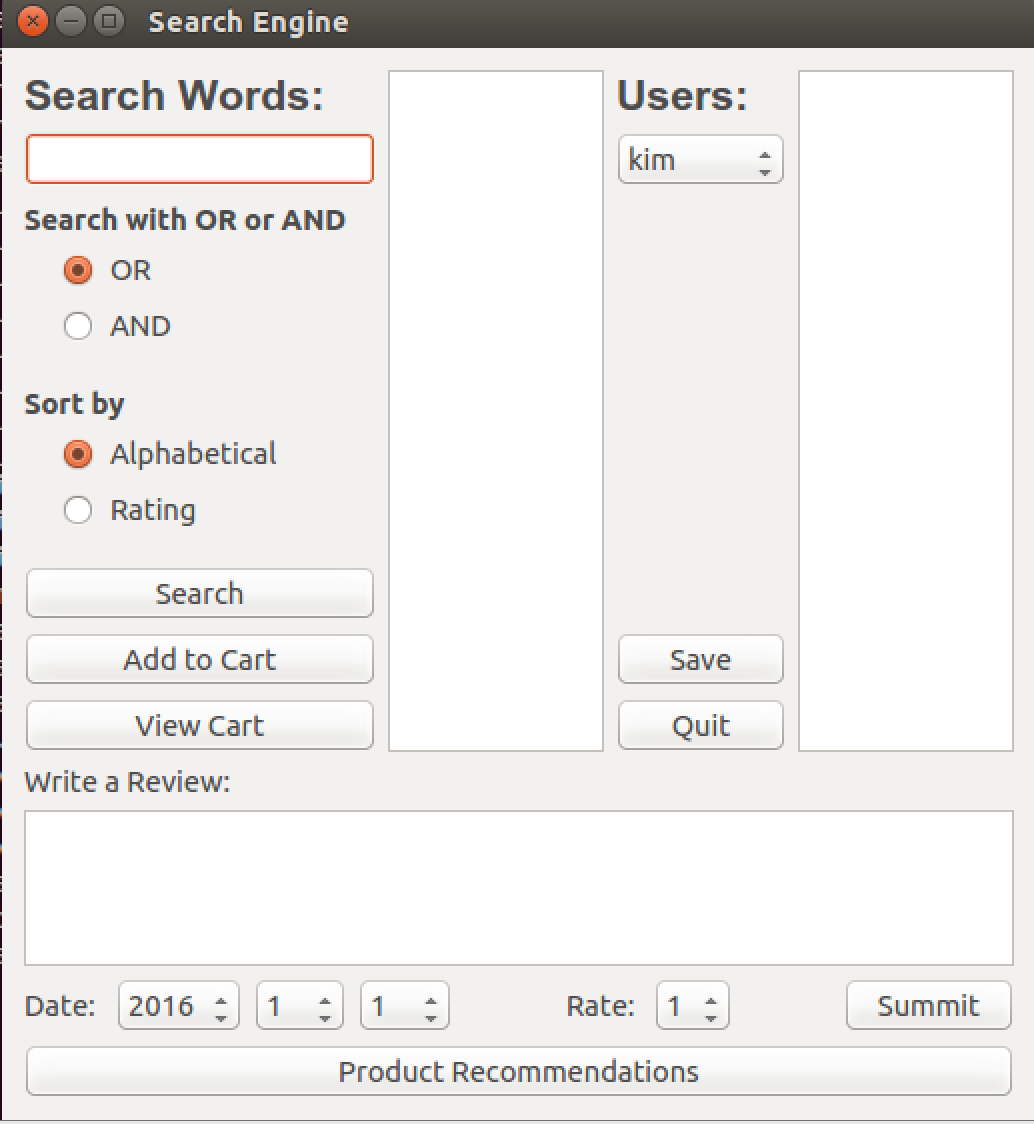 Search Engine
Search Words:
Users:
kim
Search with OR or AND
OR
AND
Sort by
Alphabetical
Rating
Search
Add to Cart
Save
View Cart
Quit
Write a Review:
Date: 2016 1 1 Rate: 1 Summit
Product Recommendations